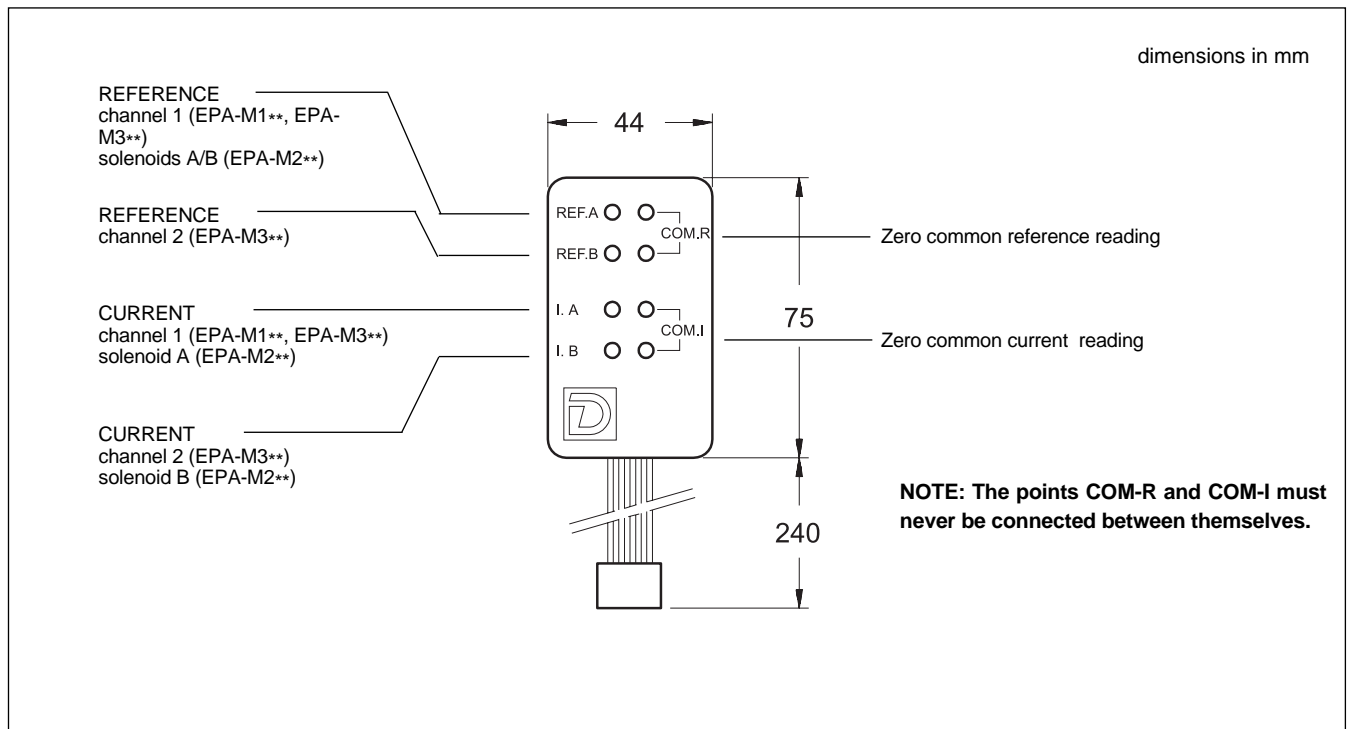 dimensions in mm
REFERENCE
channel 1 (EPA-M1**, EPA-
M3**)
solenoids A/B (EPA-M2**)
REFERENCE
channel 2 (EPA-M3**)
CURRENT
channel 1 (EPA-M1**, EPA-M3**)
solenoid A (EPA-M2**)
CURRENT
channel 2 (EPA-M3**)
solenoid B (EPA-M2**)
44
REF.A
COM.R
REF.B
I. A
COM.I
I. B
D
75
240
Zero common reference reading
Zero common current reading
NOTE: The points COM-R and COM-I must
never be connected between themselves.